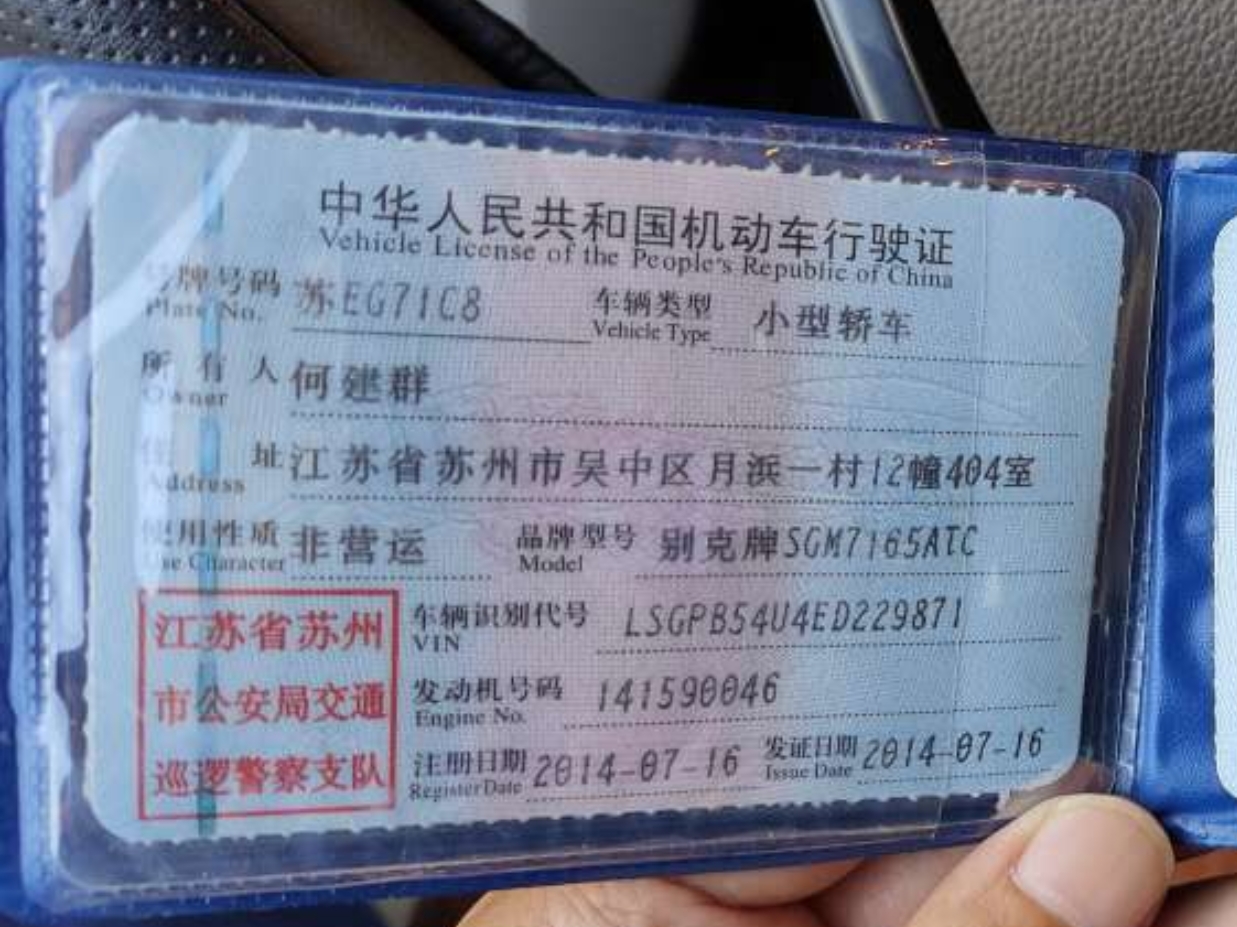 中华人民共和国机动车行驶证
Vehicle License of the People's Republic of China
号牌号码 苏EG71C8 车辆类型 小型轿车
Plate No. Vehicle Type
所有人 何建群
Owner
住址 江苏省苏州市吴中区月浜一村12幢404室
Address
使用性质 非营运 品牌型号 别克牌SGM7165ATC
Use Character Model
江苏省苏州
市公安局交通
巡逻警察支队
车辆识别代号 LSGPB54U4ED229871
VIN
发动机号码 141590046
Engine No.
注册日期 2014-07-16 发证日期 2014-07-16
Register Date Issue Date